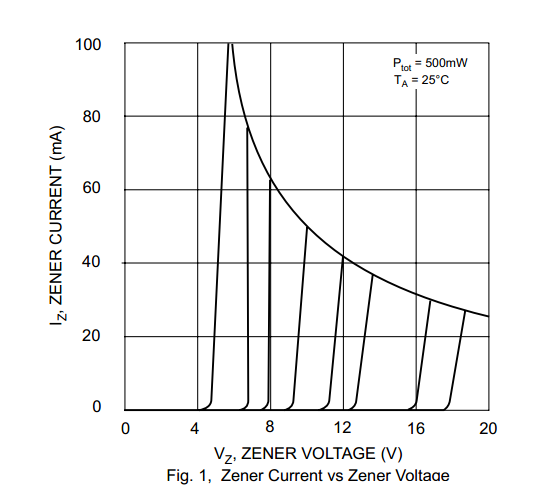 100
80
60
40
20
0
I_Z, ZENER CURRENT (mA)
P_tot = 500mW
T_A = 25°C
0 4 8 12 16 20
V_Z, ZENER VOLTAGE (V)
Fig. 1, Zener Current vs Zener Voltage